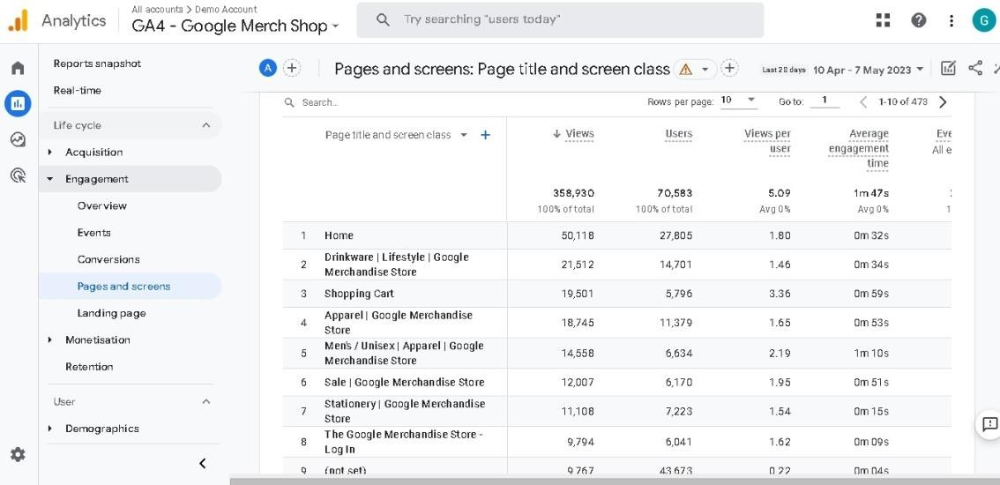 All accounts > Demo Account
Analytics
GA4 - Google Merch Shop
Try searching "users today"
G
Reports snapshot
Real-time
Life cycle
Acquisition
Engagement
Overview
Events
Conversions
Pages and screens
Landing page
Monetisation
Retention
User
Demographics
A
Pages and screens: Page title and screen class
Last 28 days 10 Apr - 7 May 2023
Search...
Rows per page: 10
Go to: 1
1-10 of 473
Page title and screen class
Views
Users
Views per
user
Average
engagement
time
Eve
All e
358,930 70,583 5.09 1m 47s
100% of total 100% of total Avg 0% Avg 0% 1
1 Home 50,118 27,805 1.80 0m 32s
2 Drinkware | Lifestyle | Google
Merchandise Store 21,512 14,701 1.46 0m 34s
3 Shopping Cart 19,501 5,796 3.36 0m 59s
4 Apparel | Google Merchandise
Store 18,745 11,379 1.65 0m 53s
5 Men's / Unisex | Apparel | Google
Merchandise Store 14,558 6,634 2.19 1m 10s
6 Sale | Google Merchandise Store 12,007 6,170 1.95 0m 51s
7 Stationery | Google Merchandise
Store 11,108 7,223 1.54 0m 15s
8 The Google Merchandise Store -
Log In 9,794 6,041 1.62 0m 09s
9 (not set) 9,767 43,673 0.22 0m 04s